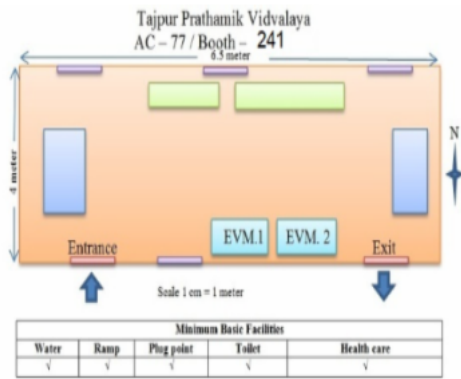 Tajpur Prathamik Vidvalaya
AC – 77 / Booth – 241
6.5 meter
4 meter
N
EVM.1 EVM. 2
Entrance Exit
Scale 1 cm = 1 meter
Minimum Basic Facilities
Water Ramp Plug point Toilet Health care
√ √ √ √ √